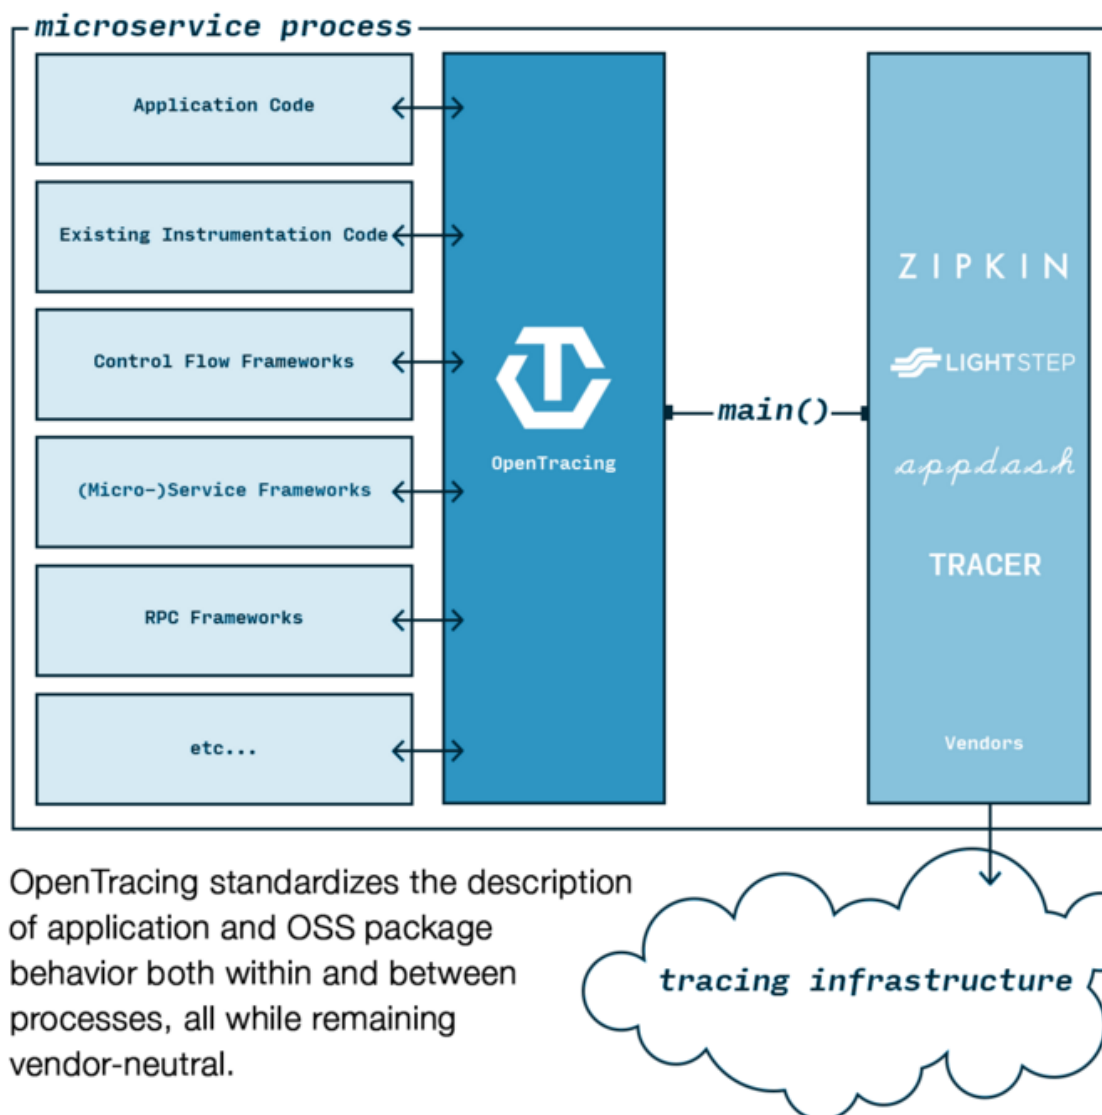 microservice process
Application Code
Existing Instrumentation Code
Control Flow Frameworks
(Micro-)Service Frameworks
RPC Frameworks
etc...
OpenTracing
main()
ZIPKIN
LIGHTSTEP
appdash
TRACER
Vendors
OpenTracing standardizes the description
of application and OSS package
behavior both within and between
processes, all while remaining
vendor-neutral.
tracing infrastructure